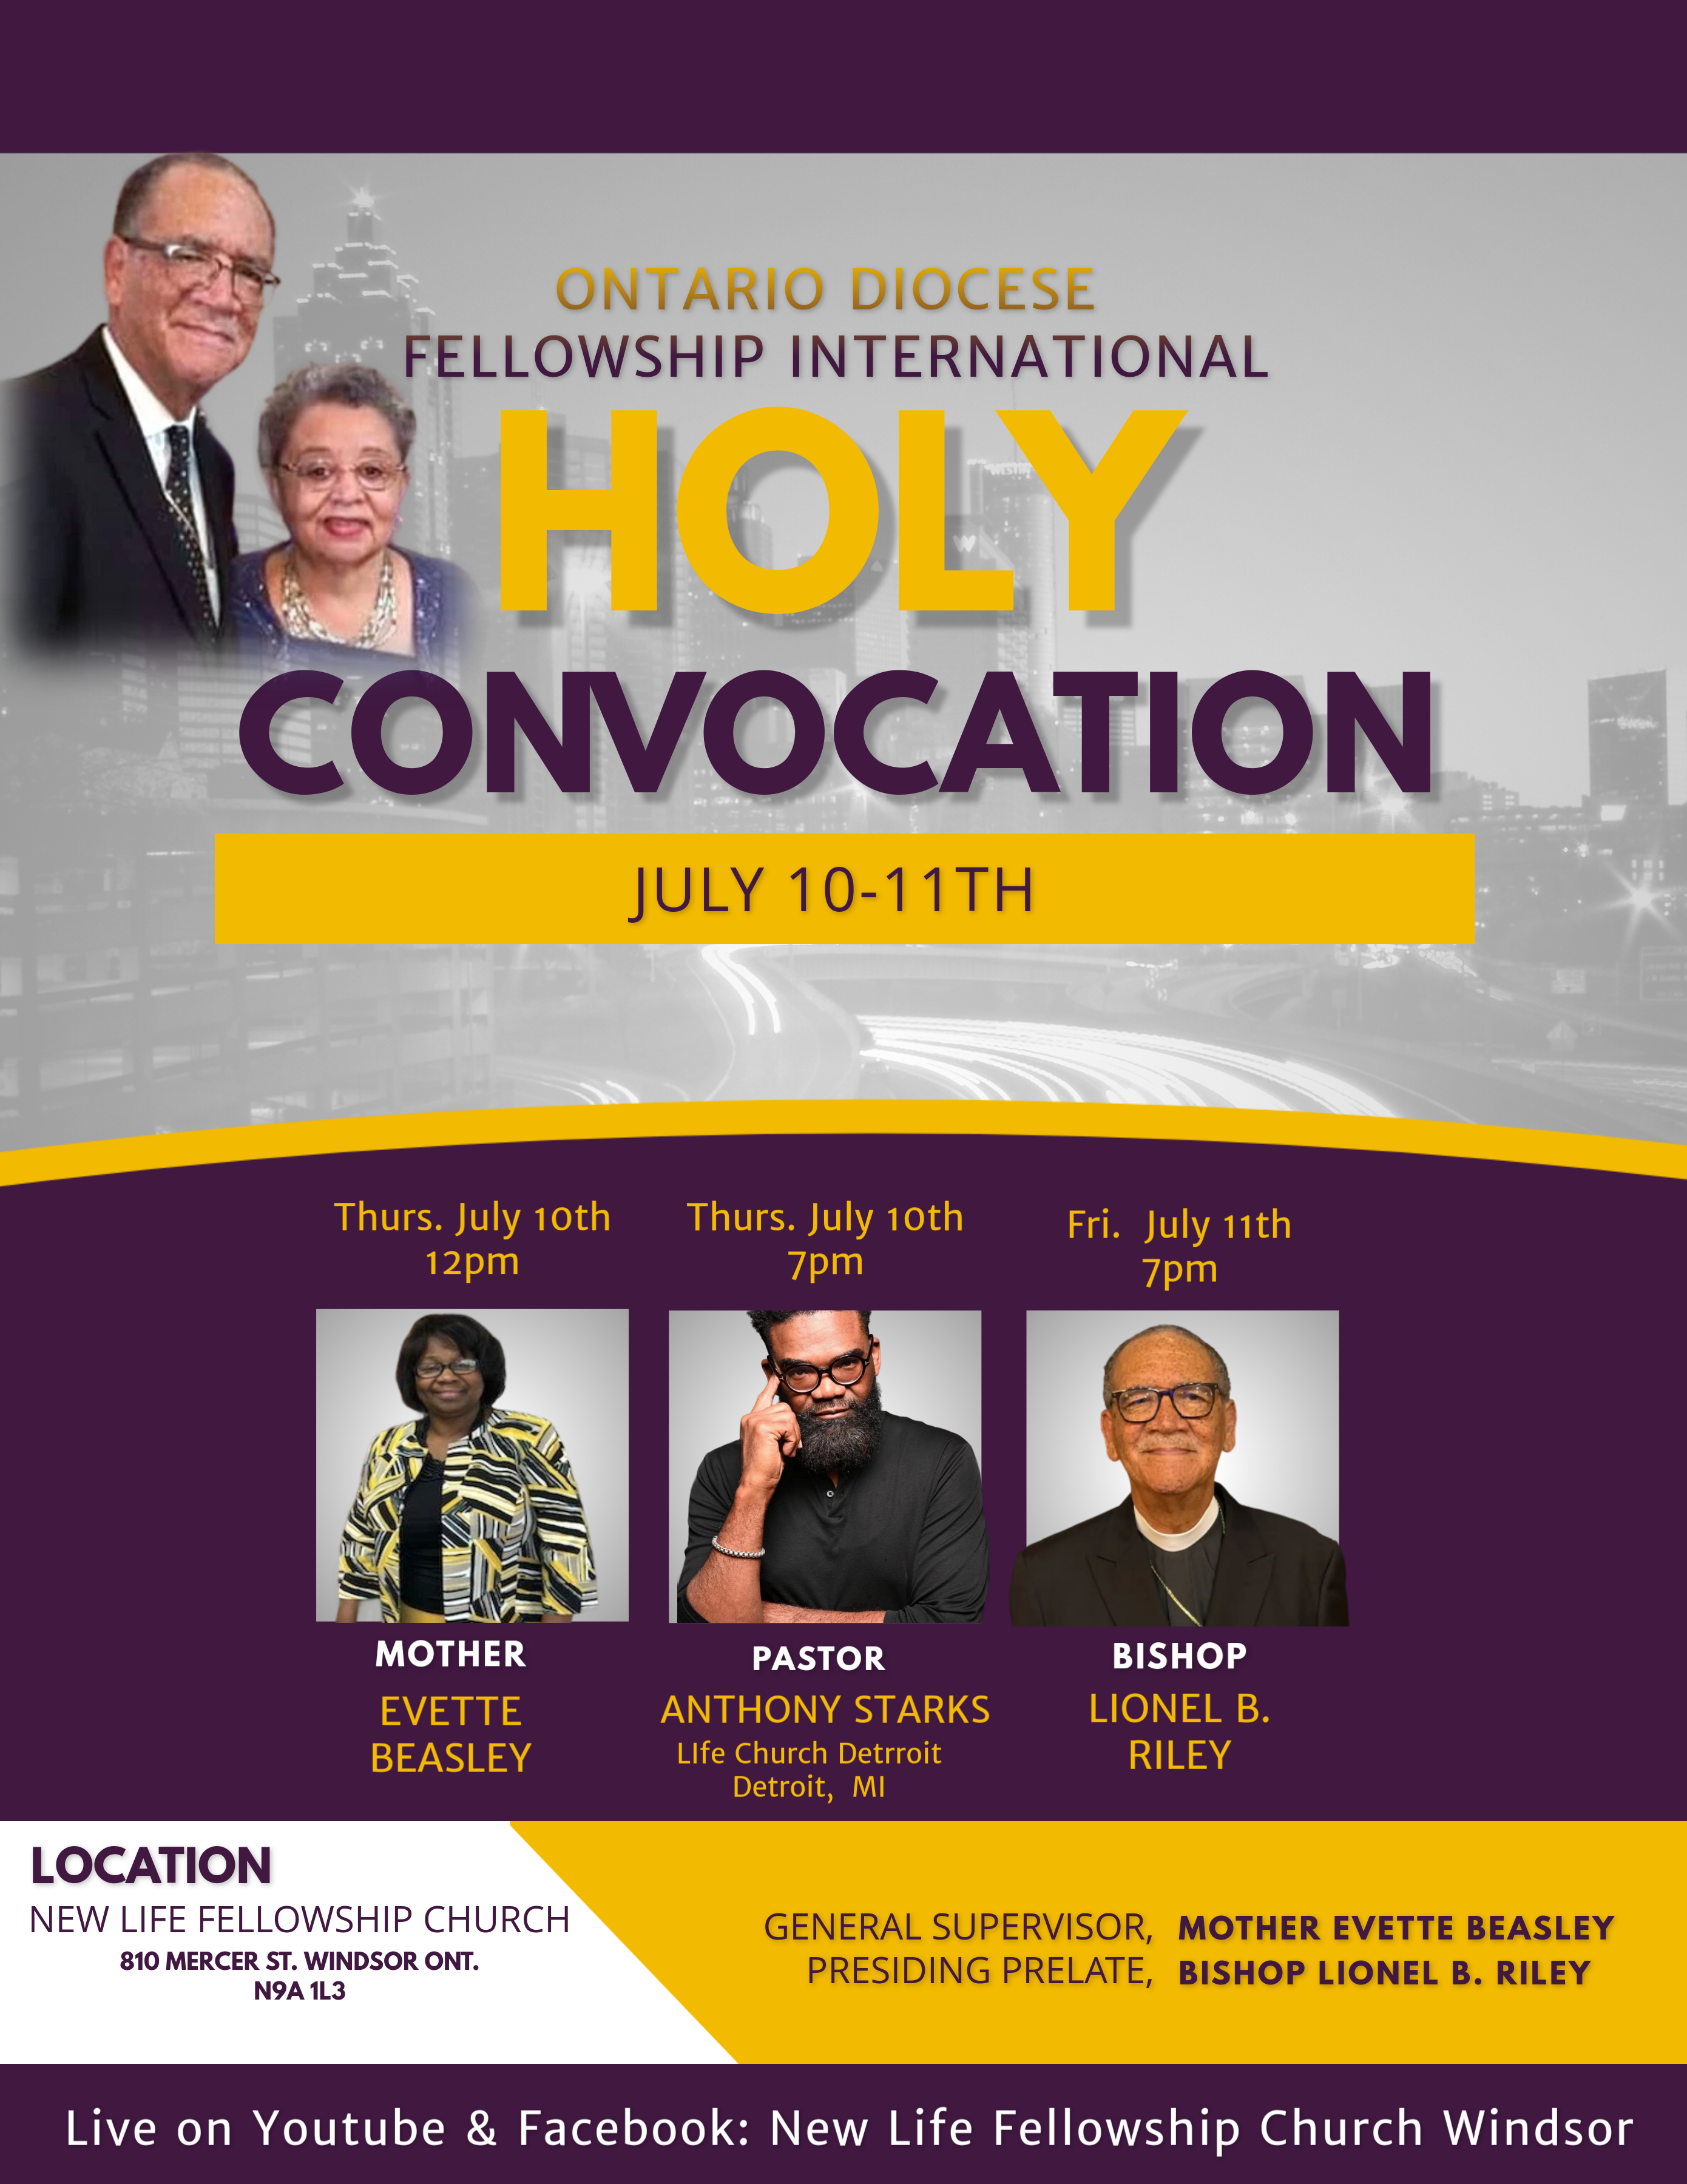 ONTARIO DIOCESE
FELLOWSHIP INTERNATIONAL
HOLY
CONVOCATION
JULY 10-11TH
Thurs. July 10th
12pm
Thurs. July 10th
7pm
Fri. July 11th
7pm
MOTHER
EVETTE
BEASLEY
PASTOR
ANTHONY STARKS
LIfe Church Detrroit
Detroit, MI
BISHOP
LIONEL B.
RILEY
LOCATION
NEW LIFE FELLOWSHIP CHURCH
810 MERCER ST. WINDSOR ONT.
N9A 1L3
GENERAL SUPERVISOR, MOTHER EVETTE BEASLEY
PRESIDING PRELATE, BISHOP LIONEL B. RILEY
Live on Youtube & Facebook: New Life Fellowship Church Windsor